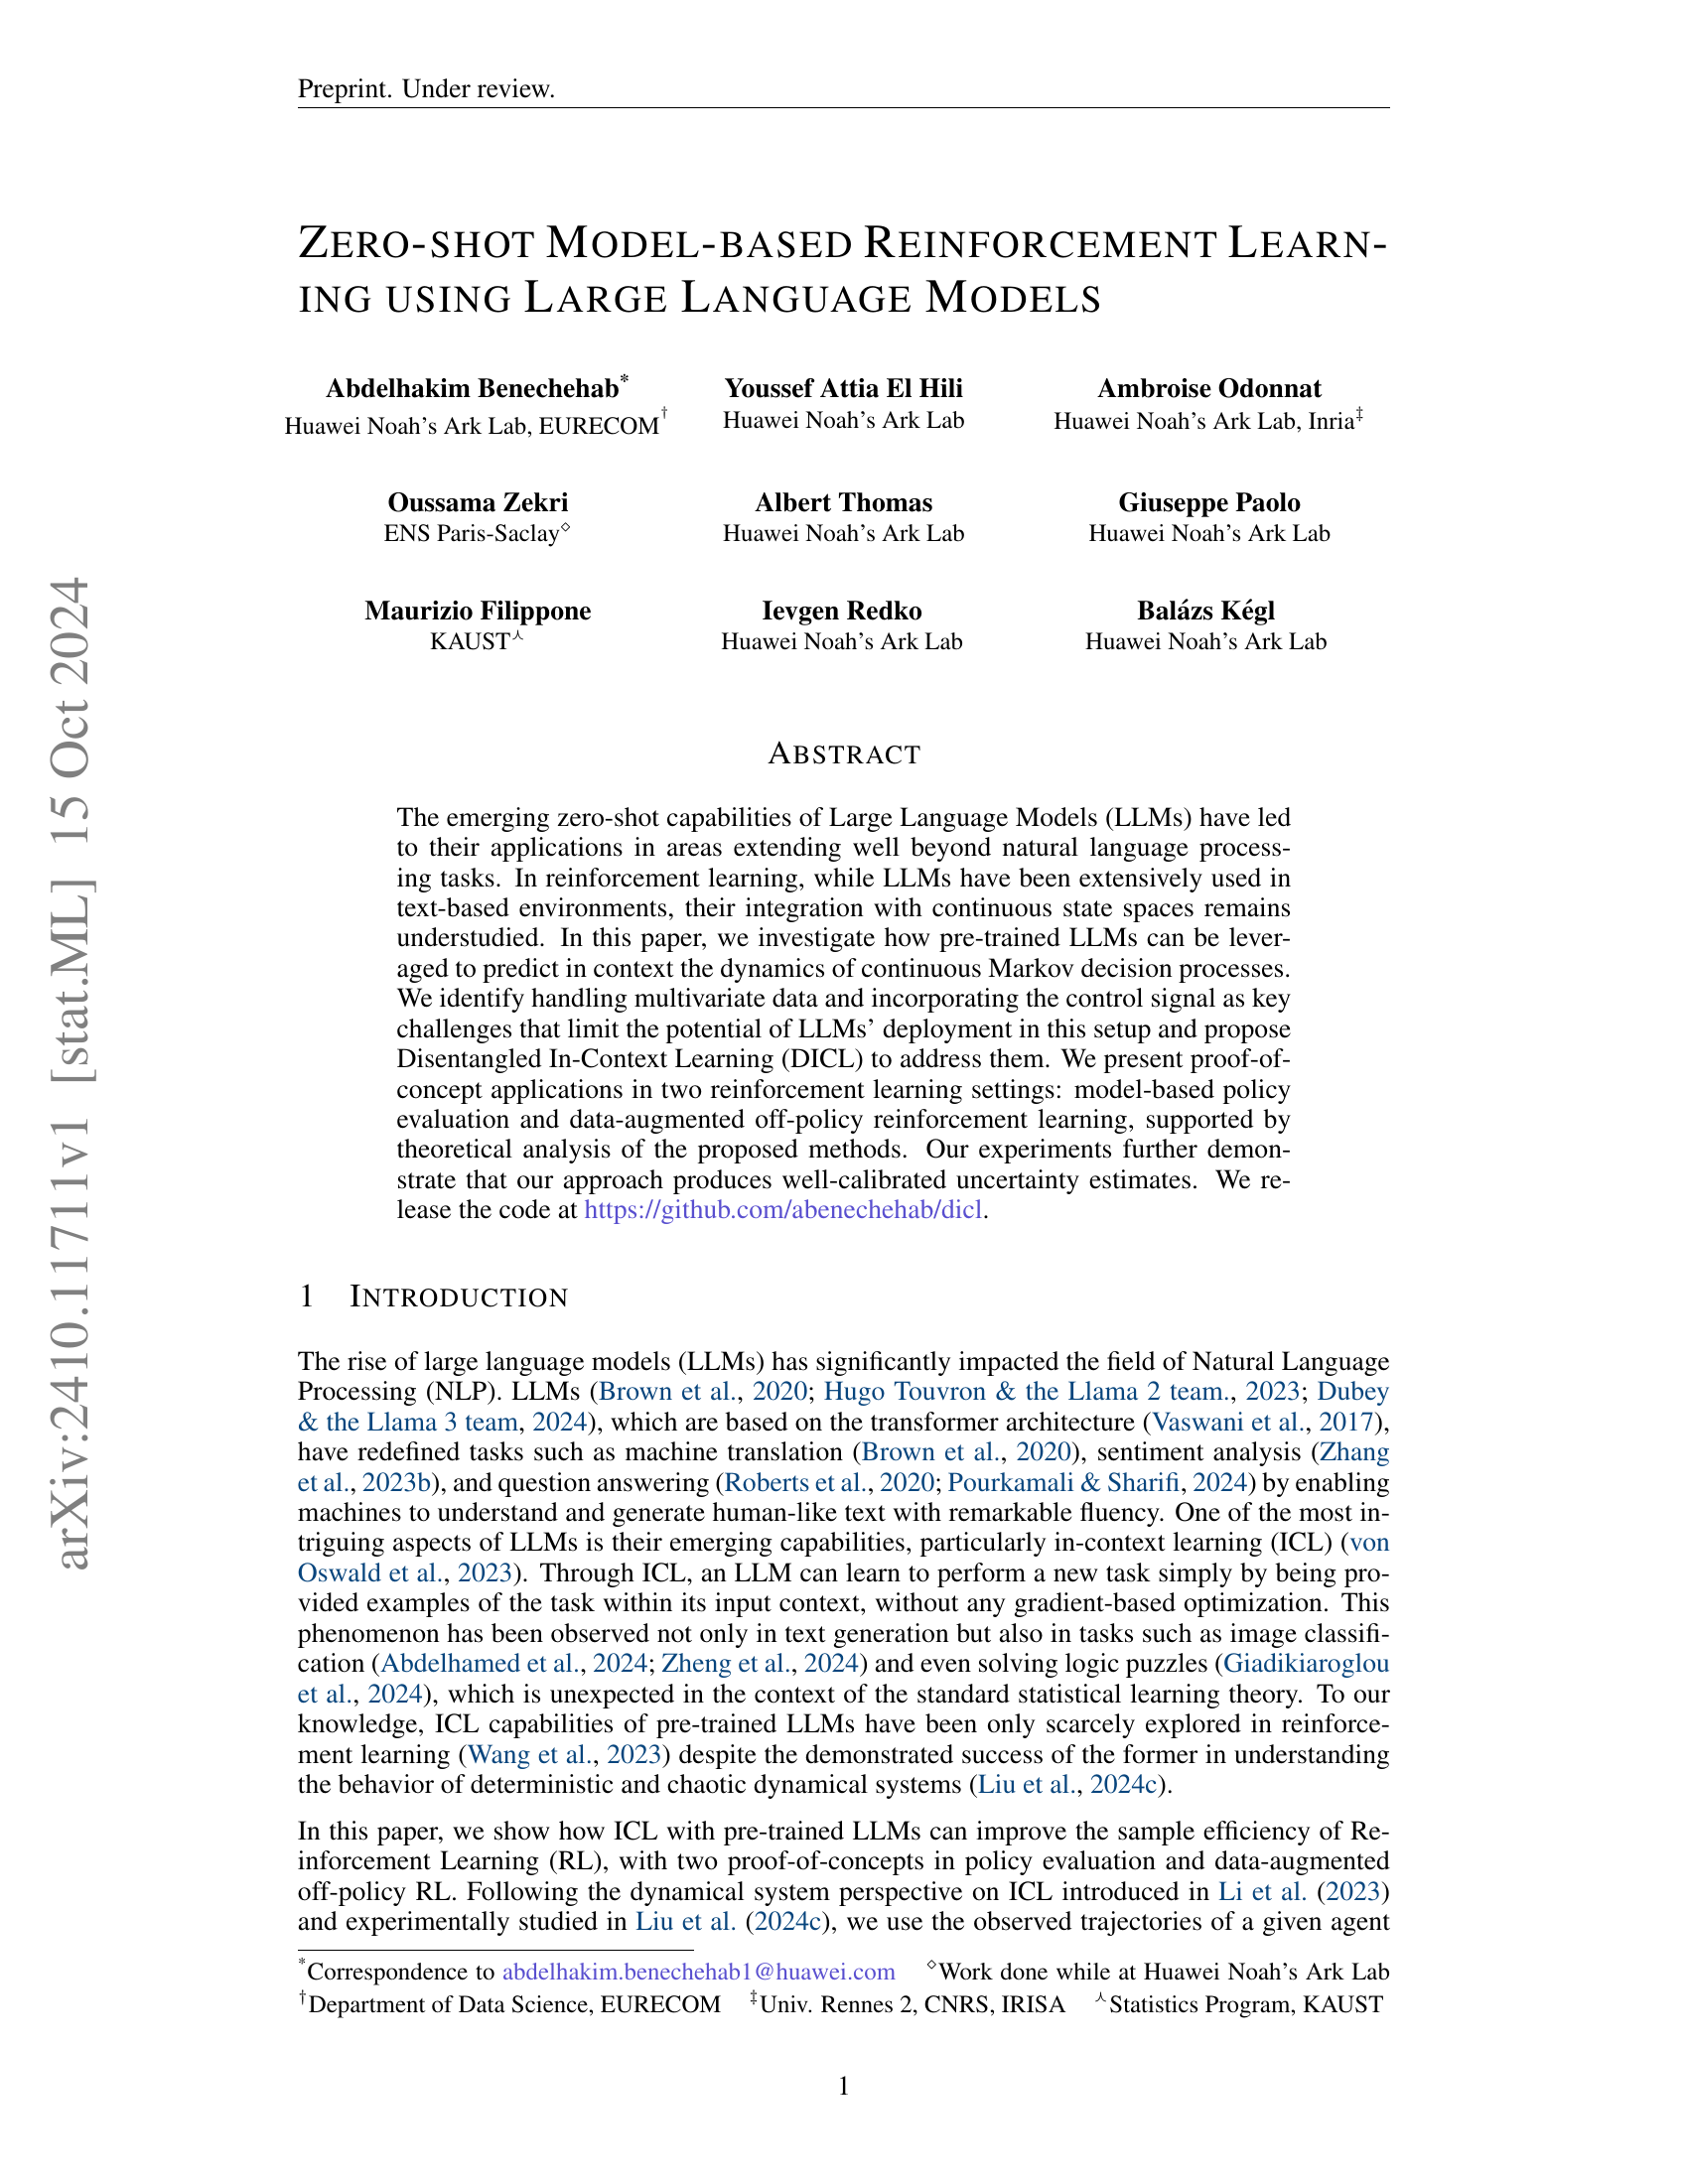 Preprint. Under review.
ZERO-SHOT MODEL-BASED REINFORCEMENT LEARN-
ING USING LARGE LANGUAGE MODELS
Abdelhakim Benechehab* Youssef Attia El Hili Ambroise Odonnat
Huawei Noah's Ark Lab, EURECOM† Huawei Noah's Ark Lab Huawei Noah's Ark Lab, Inria‡
Oussama Zekri Albert Thomas Giuseppe Paolo
ENS Paris-Saclay◇ Huawei Noah's Ark Lab Huawei Noah's Ark Lab
Maurizio Filippone Ievgen Redko Balázs Kégl
KAUST⅄ Huawei Noah's Ark Lab Huawei Noah's Ark Lab
ABSTRACT
The emerging zero-shot capabilities of Large Language Models (LLMs) have led
to their applications in areas extending well beyond natural language process-
ing tasks. In reinforcement learning, while LLMs have been extensively used in
text-based environments, their integration with continuous state spaces remains
understudied. In this paper, we investigate how pre-trained LLMs can be lever-
aged to predict in context the dynamics of continuous Markov decision processes.
We identify handling multivariate data and incorporating the control signal as key
challenges that limit the potential of LLMs' deployment in this setup and propose
Disentangled In-Context Learning (DICL) to address them. We present proof-of-
concept applications in two reinforcement learning settings: model-based policy
evaluation and data-augmented off-policy reinforcement learning, supported by
theoretical analysis of the proposed methods. Our experiments further demon-
strate that our approach produces well-calibrated uncertainty estimates. We re-
lease the code at https://github.com/abenechehab/dicl.
1 INTRODUCTION
The rise of large language models (LLMs) has significantly impacted the field of Natural Language
Processing (NLP). LLMs (Brown et al., 2020; Hugo Touvron & the Llama 2 team., 2023; Dubey
& the Llama 3 team, 2024), which are based on the transformer architecture (Vaswani et al., 2017),
have redefined tasks such as machine translation (Brown et al., 2020), sentiment analysis (Zhang
et al., 2023b), and question answering (Roberts et al., 2020; Pourkamali & Sharifi, 2024) by enabling
machines to understand and generate human-like text with remarkable fluency. One of the most in-
triguing aspects of LLMs is their emerging capabilities, particularly in-context learning (ICL) (von
Oswald et al., 2023). Through ICL, an LLM can learn to perform a new task simply by being pro-
vided examples of the task within its input context, without any gradient-based optimization. This
phenomenon has been observed not only in text generation but also in tasks such as image classifi-
cation (Abdelhamed et al., 2024; Zheng et al., 2024) and even solving logic puzzles (Giadikiaroglou
et al., 2024), which is unexpected in the context of the standard statistical learning theory. To our
knowledge, ICL capabilities of pre-trained LLMs have been only scarcely explored in reinforce-
ment learning (Wang et al., 2023) despite the demonstrated success of the former in understanding
the behavior of deterministic and chaotic dynamical systems (Liu et al., 2024c).
In this paper, we show how ICL with pre-trained LLMs can improve the sample efficiency of Re-
inforcement Learning (RL), with two proof-of-concepts in policy evaluation and data-augmented
off-policy RL. Following the dynamical system perspective on ICL introduced in Li et al. (2023)
and experimentally studied in Liu et al. (2024c), we use the observed trajectories of a given agent
*Correspondence to abdelhakim.benechehab1@huawei.com ◇Work done while at Huawei Noah's Ark Lab
†Department of Data Science, EURECOM ‡Univ. Rennes 2, CNRS, IRISA ⅄Statistics Program, KAUST
1
arXiv:2410.11711v1 [stat.ML] 15 Oct 2024